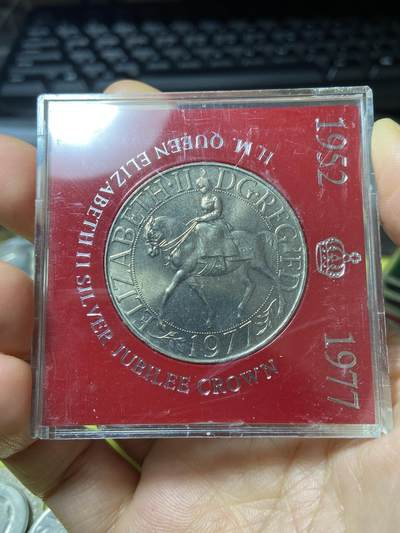 H.M. QUEEN ELIZABETH II SILVER JUBILEE CROWN
1952
1977
ELIZABETH·II D·G·REG·F·D
1977